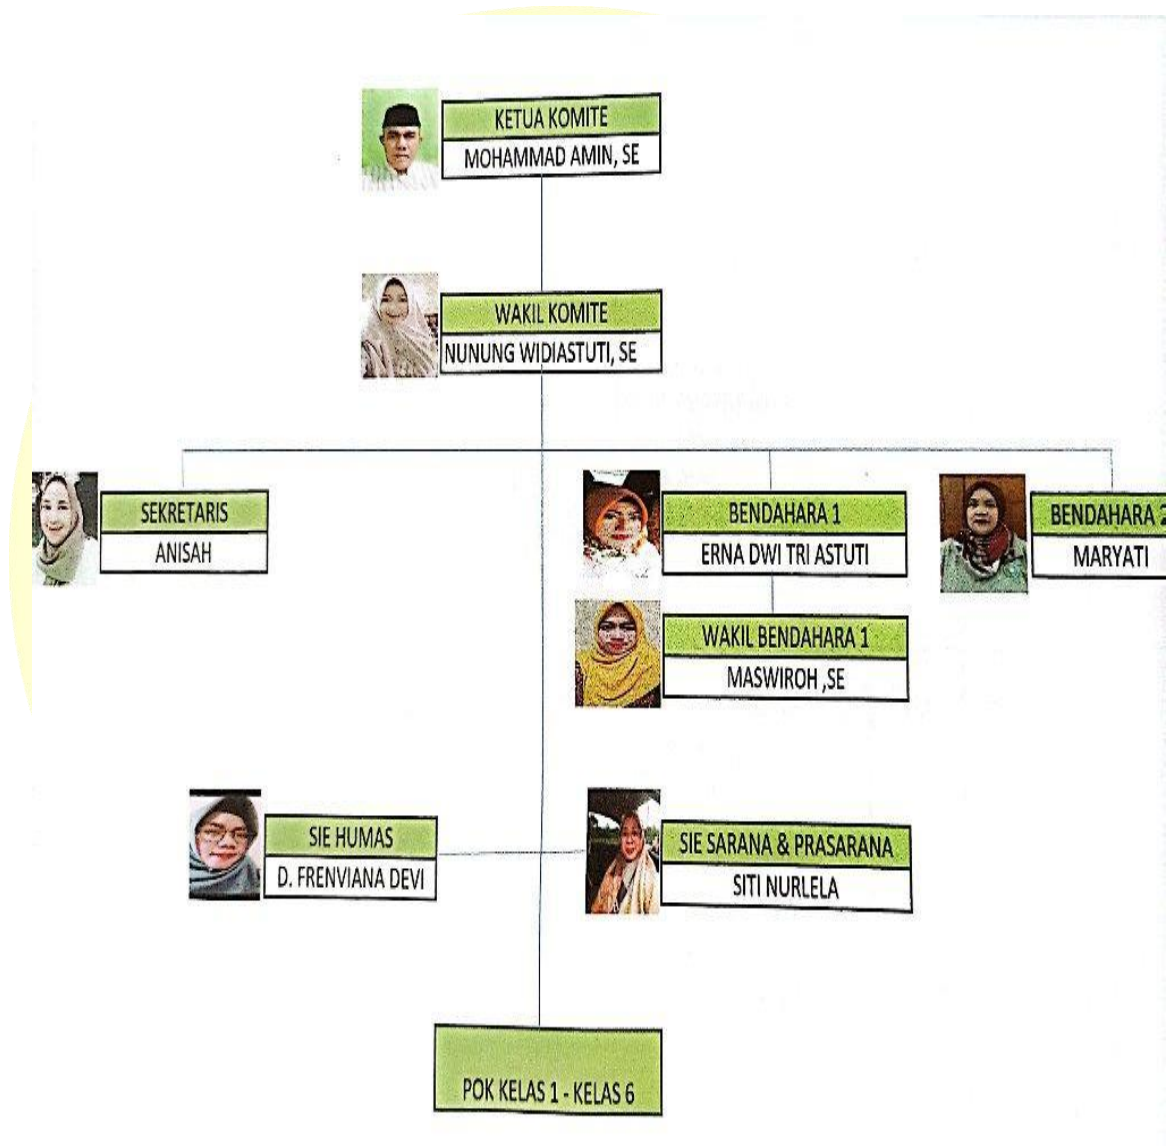 KETUA KOMITE
MOHAMMAD AMIN, SE
WAKIL KOMITE
NUNUNG WIDIASTUTI, SE
SEKRETARIS
ANISAH
BENDAHARA 1
ERNA DWI TRI ASTUTI
WAKIL BENDAHARA 1
MASWIROH ,SE
BENDAHARA 2
MARYATI
SIE HUMAS
D. FRENVIANA DEVI
SIE SARANA & PRASARANA
SITI NURLELA
POK KELAS 1 - KELAS 6